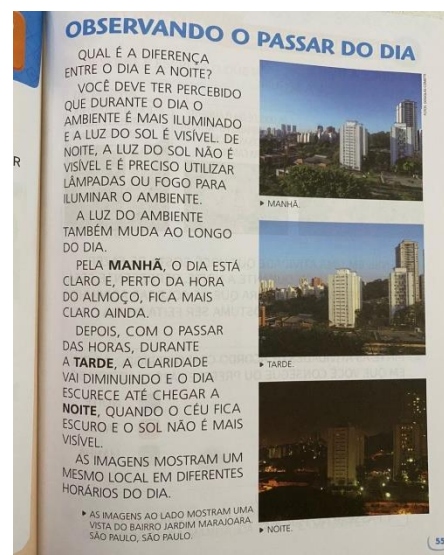 OBSERVANDO O PASSAR DO DIA
QUAL É A DIFERENÇA
ENTRE O DIA E A NOITE?
VOCÊ DEVE TER PERCEBIDO
QUE DURANTE O DIA O
AMBIENTE É MAIS ILUMINADO
E A LUZ DO SOL É VISÍVEL. DE
NOITE, A LUZ DO SOL NÃO É
VISÍVEL E É PRECISO UTILIZAR
LÂMPADAS OU FOGO PARA
ILUMINAR O AMBIENTE.
A LUZ DO AMBIENTE
TAMBÉM MUDA AO LONGO
DO DIA.
PELA MANHÃ, O DIA ESTÁ
CLARO E, PERTO DA HORA
DO ALMOÇO, FICA MAIS
CLARO AINDA.
DEPOIS, COM O PASSAR
DAS HORAS, DURANTE
A TARDE, A CLARIDADE
VAI DIMINUINDO E O DIA
ESCURECE ATÉ CHEGAR A
NOITE, QUANDO O CÉU FICA
ESCURO E O SOL NÃO É MAIS
VISÍVEL.
AS IMAGENS MOSTRAM UM
MESMO LOCAL EM DIFERENTES
HORÁRIOS DO DIA.
▶ AS IMAGENS AO LADO MOSTRAM UMA
VISTA DO BAIRRO JARDIM MARAJOARA.
SÃO PAULO, SÃO PAULO.
▶ MANHÃ.
▶ TARDE.
▶ NOITE.
R
53